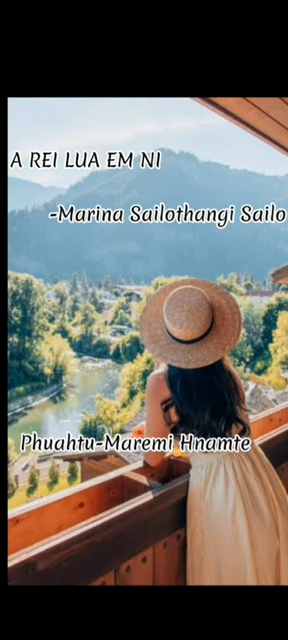 A REI LUA EM NI
-Marina Sailothangi Sailo
Phuahtu-Maremi Hnamte